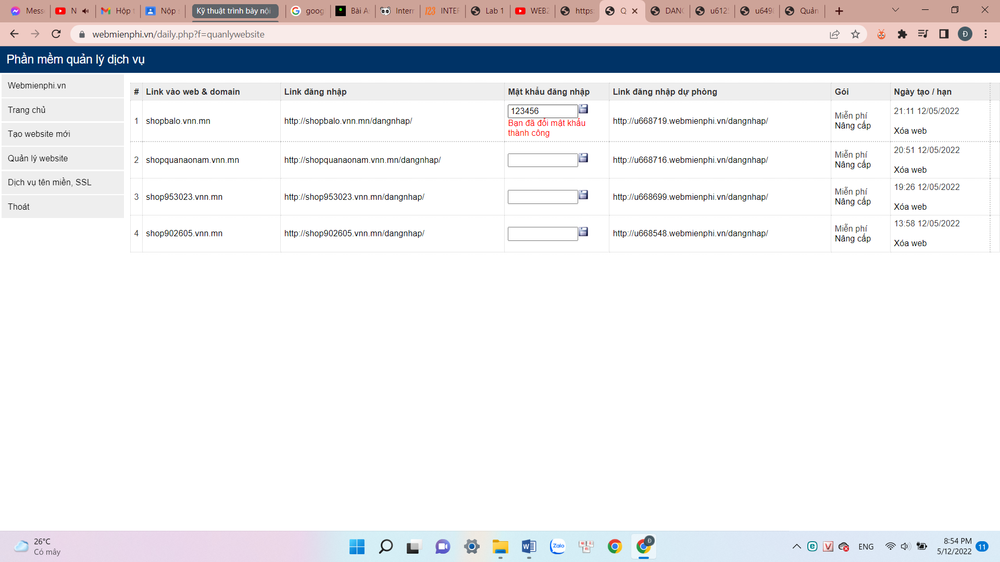 Mess
N
Hộp t
Nộp s
Kỹ thuật trình bày nội
goog
Bài A
Intern
123 INTER
Lab 1
WEB2
https:
Q
DANG
u6125
u6498
Quản
webmienphi.vn/daily.php?f=quanlywebsite
Đ
Phần mềm quản lý dịch vụ
Webmienphi.vn
Trang chủ
Tạo website mới
Quản lý website
Dịch vụ tên miền, SSL
Thoát
# Link vào web & domain Link đăng nhập Mật khẩu đăng nhập Link đăng nhập dự phòng Gói Ngày tạo / hạn
1 shopbalo.vnn.mn http://shopbalo.vnn.mn/dangnhap/ 123456
Bạn đã đổi mật khẩu
thành công
http://u668719.webmienphi.vn/dangnhap/
Miễn phí
Nâng cấp
21:11 12/05/2022
Xóa web
2 shopquanaonam.vnn.mn http://shopquanaonam.vnn.mn/dangnhap/ http://u668716.webmienphi.vn/dangnhap/
Miễn phí
Nâng cấp
20:51 12/05/2022
Xóa web
3 shop953023.vnn.mn http://shop953023.vnn.mn/dangnhap/ http://u668699.webmienphi.vn/dangnhap/
Miễn phí
Nâng cấp
19:26 12/05/2022
Xóa web
4 shop902605.vnn.mn http://shop902605.vnn.mn/dangnhap/ http://u668548.webmienphi.vn/dangnhap/
Miễn phí
Nâng cấp
13:58 12/05/2022
Xóa web
26°C
Có mây
Zalo
Đ
ENG
8:54 PM
5/12/2022
11